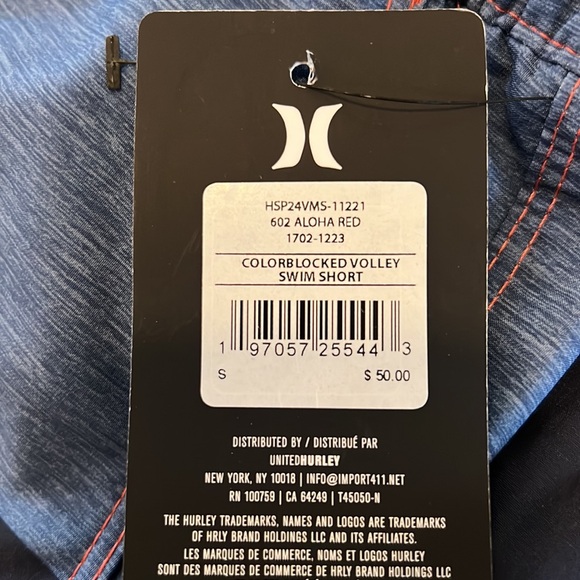 HSP24VMS-11221
602 ALOHA RED
1702-1223
COLORBLOCKED VOLLEY
SWIM SHORT
1 97057 25544 3
S $ 50.00
DISTRIBUTED BY / DISTRIBUÉ PAR
UNITEDHURLEY
NEW YORK, NY 10018 | INFO@IMPORT411.NET
RN 100759 | CA 64249 | T45050-N
THE HURLEY TRADEMARKS, NAMES AND LOGOS ARE TRADEMARKS
OF HRLY BRAND HOLDINGS LLC AND ITS AFFILIATES.
LES MARQUES DE COMMERCE, NOMS ET LOGOS HURLEY
SONT DES MARQUES DE COMMERCE DE HRLY BRAND HOLDINGS LLC